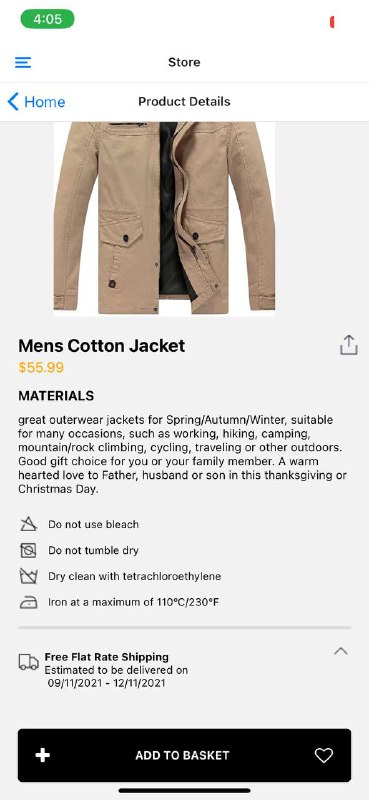 4:05
Store
Home
Product Details
Mens Cotton Jacket
$55.99
MATERIALS
great outerwear jackets for Spring/Autumn/Winter, suitable
for many occasions, such as working, hiking, camping,
mountain/rock climbing, cycling, traveling or other outdoors.
Good gift choice for you or your family member. A warm
hearted love to Father, husband or son in this thanksgiving or
Christmas Day.
Do not use bleach
Do not tumble dry
Dry clean with tetrachloroethylene
Iron at a maximum of 110°C/230°F
Free Flat Rate Shipping
Estimated to be delivered on
09/11/2021 - 12/11/2021
ADD TO BASKET